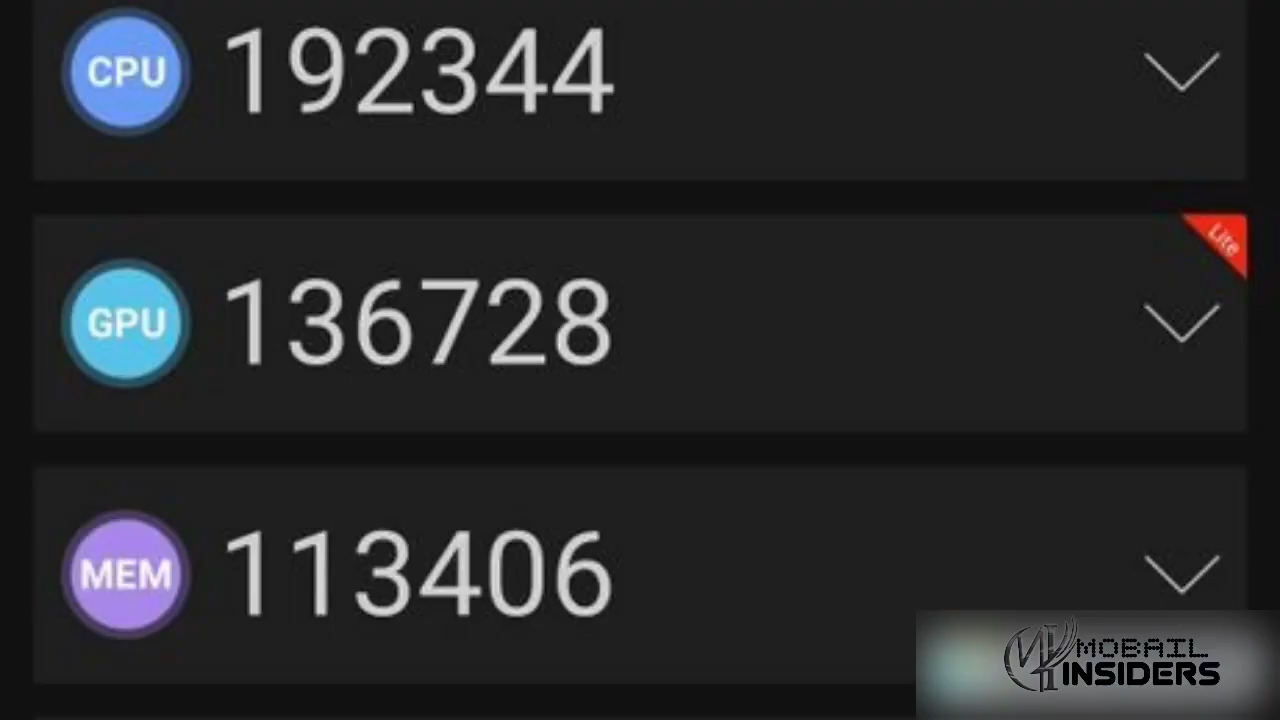 CPU 192344
Lite
GPU 136728
MEM 113406
MOBAIL
INSIDERS